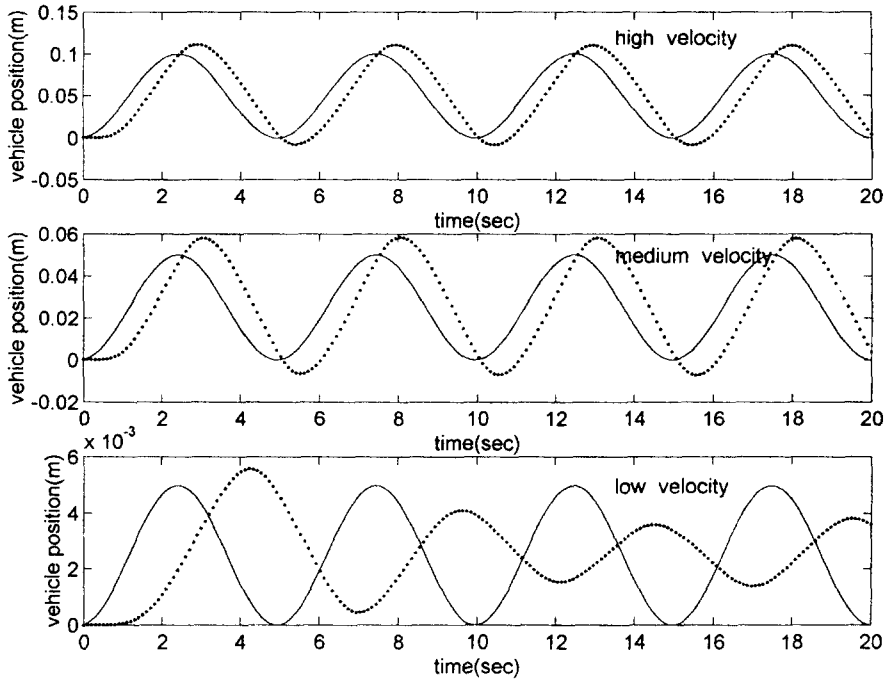 0.15
high velocity
0.1
0.05
0
-0.05
vehicle position(m)
0 2 4 6 8 10 12 14 16 18 20
time(sec)
0.06
medium velocity
0.04
0.02
0
-0.02
vehicle position(m)
0 2 4 6 8 10 12 14 16 18 20
time(sec)
x 10-3
6
low velocity
4
2
0
vehicle position(m)
0 2 4 6 8 10 12 14 16 18 20
time(sec)